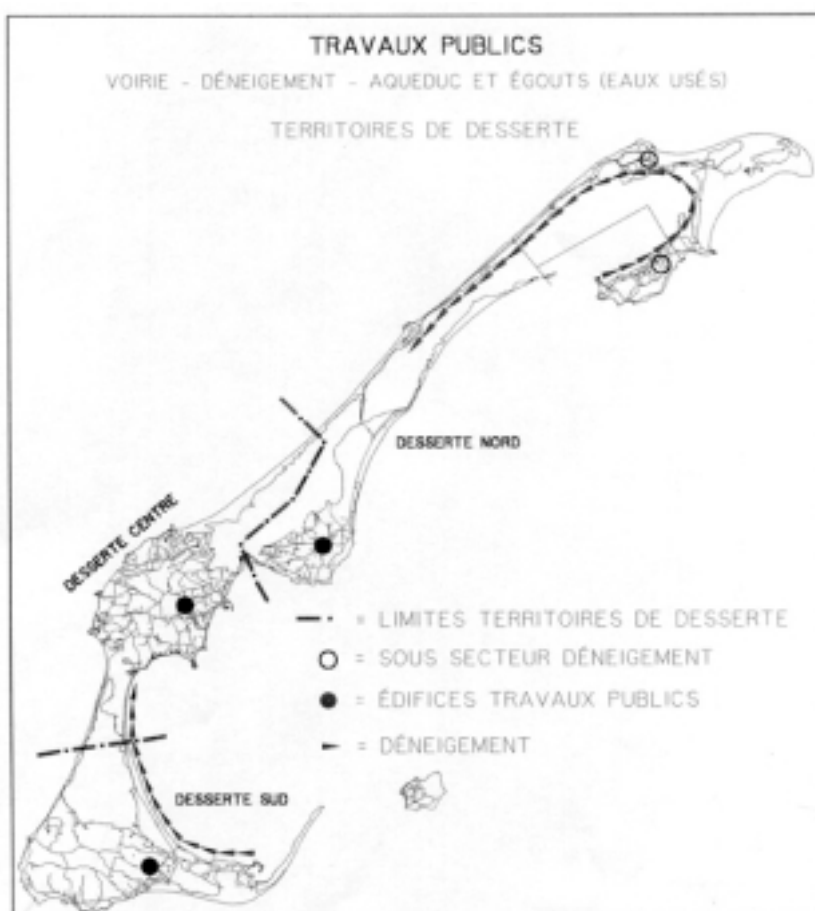 TRAVAUX PUBLICS
VOIRIE - DÉNEIGEMENT - AQUEDUC ET ÉGOUTS (EAUX USÉS)
TERRITOIRES DE DESSERTE
DESSERTE NORD
DESSERTE CENTRE
= LIMITES TERRITOIRES DE DESSERTE
= SOUS SECTEUR DÉNEIGEMENT
= ÉDIFICES TRAVAUX PUBLICS
= DÉNEIGEMENT
DESSERTE SUD